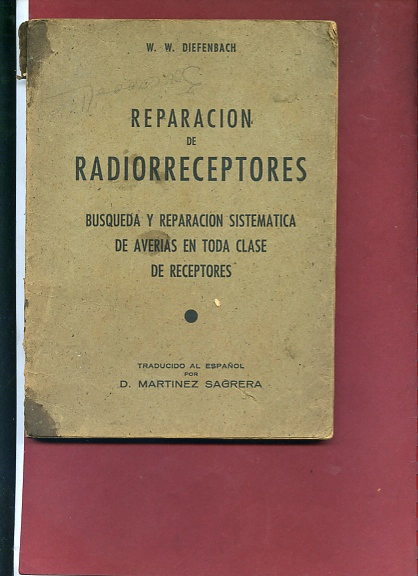 W. W. DIEFENBACH
REPARACION
DE
RADIORRECEPTORES
BUSQUEDA Y REPARACION SISTEMATICA
DE AVERIAS EN TODA CLASE
DE RECEPTORES
TRADUCIDO AL ESPAÑOL
POR
D. MARTINEZ SAGRERA